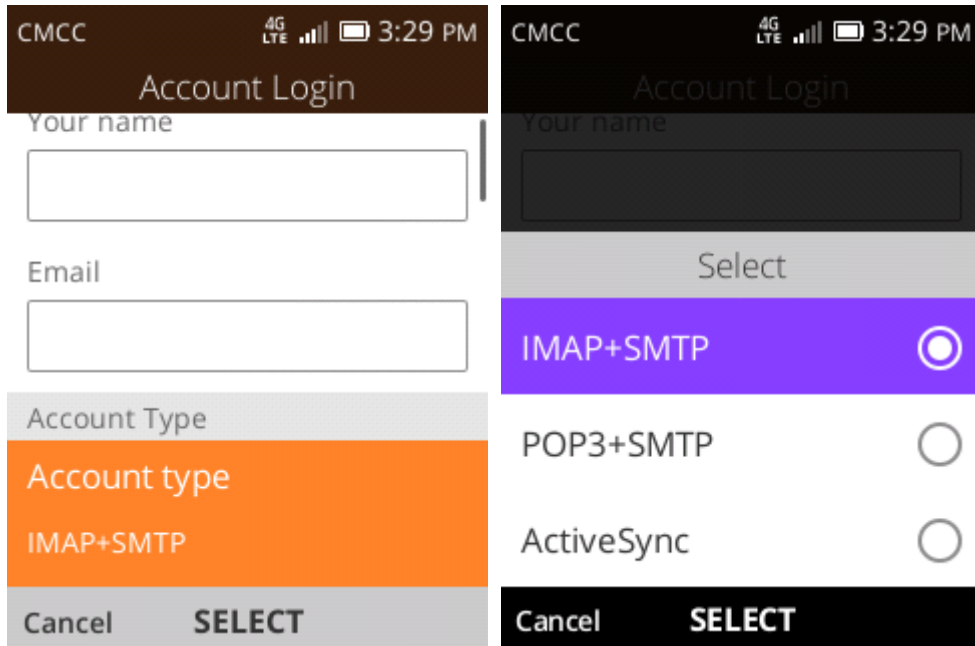 CMCC 4G LTE 3:29 PM
Account Login
Your name
Email
Account Type
Account type
IMAP+SMTP
Cancel SELECT
CMCC 4G LTE 3:29 PM
Account Login
Your name
Select
IMAP+SMTP
POP3+SMTP
ActiveSync
Cancel SELECT